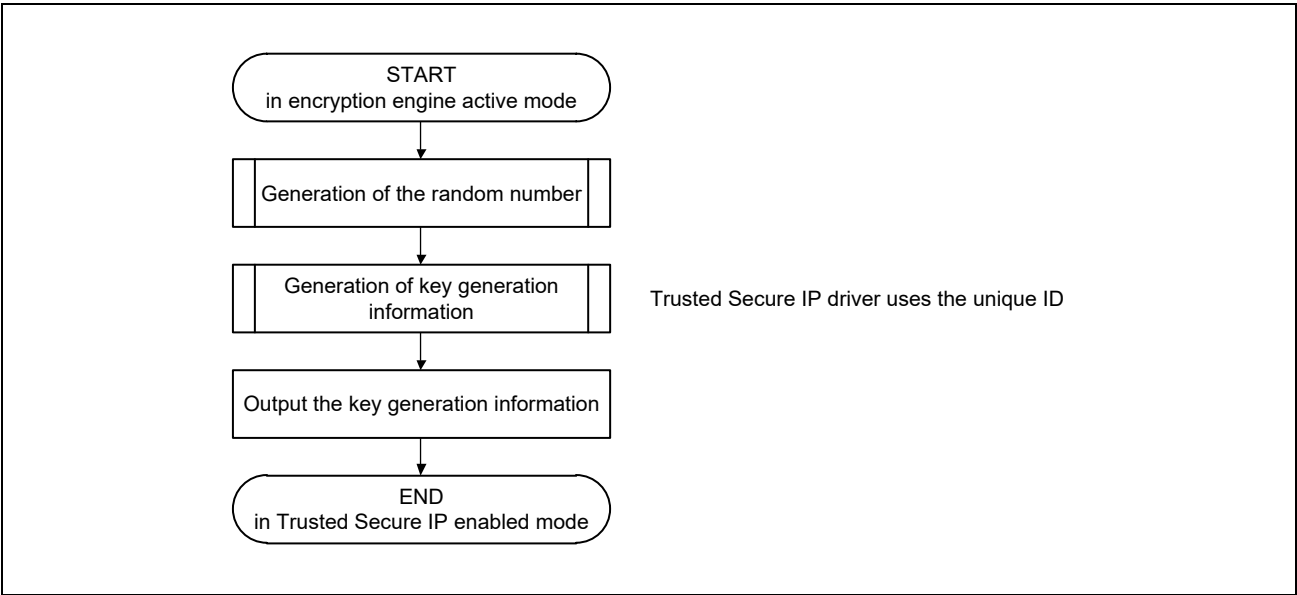 START
in encryption engine active mode
Generation of the random number
Generation of key generation
information
Trusted Secure IP driver uses the unique ID
Output the key generation information
END
in Trusted Secure IP enabled mode